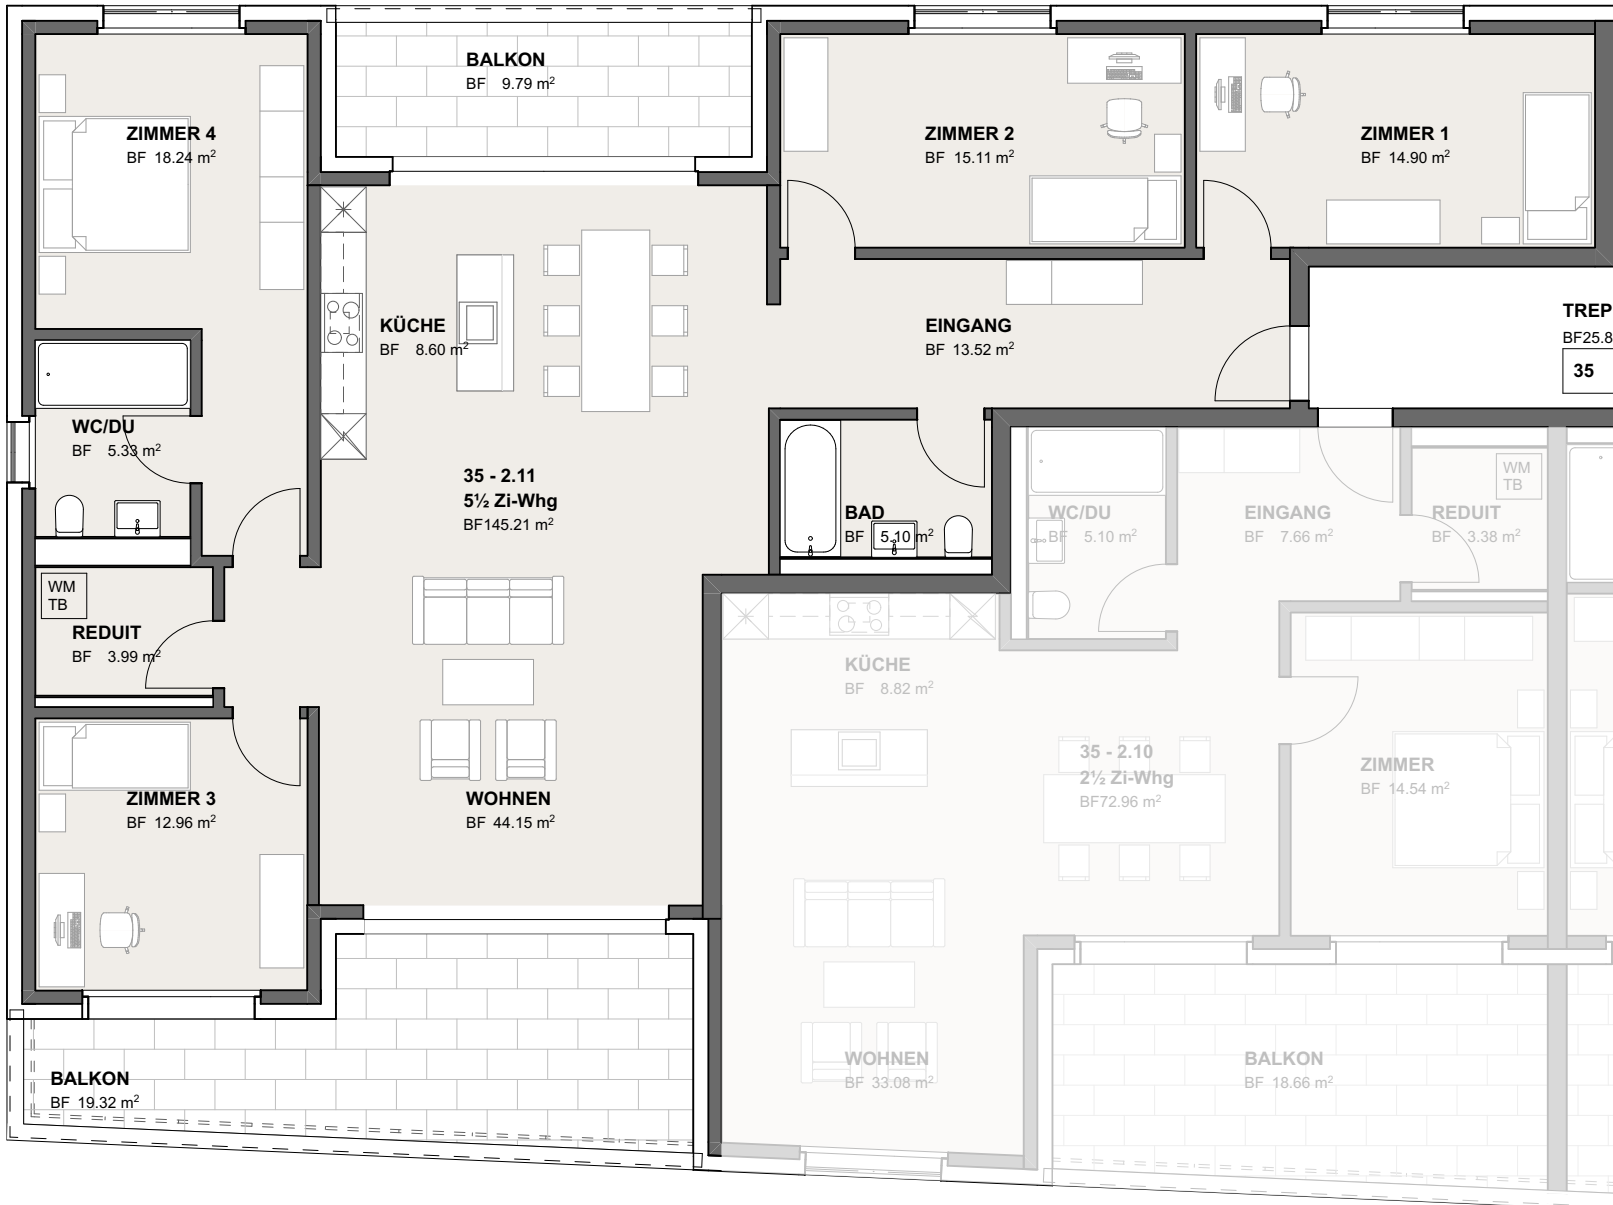 BALKON
BF 9.79 m²
ZIMMER 4
BF 18.24 m²
ZIMMER 2
BF 15.11 m²
ZIMMER 1
BF 14.90 m²
KÜCHE
BF 8.60 m²
EINGANG
BF 13.52 m²
TREP
BF25.8
35
WC/DU
BF 5.33 m²
35 - 2.11
5½ Zi-Whg
BF145.21 m²
BAD
BF 5.10 m²
WC/DU
BF 5.10 m²
EINGANG
BF 7.66 m²
WM
TB
REDUIT
BF 3.38 m²
WM
TB
REDUIT
BF 3.99 m²
KÜCHE
BF 8.82 m²
35 - 2.10
2½ Zi-Whg
BF72.96 m²
ZIMMER
BF 14.54 m²
ZIMMER 3
BF 12.96 m²
WOHNEN
BF 44.15 m²
WOHNEN
BF 33.08 m²
BALKON
BF 18.66 m²
BALKON
BF 19.32 m²